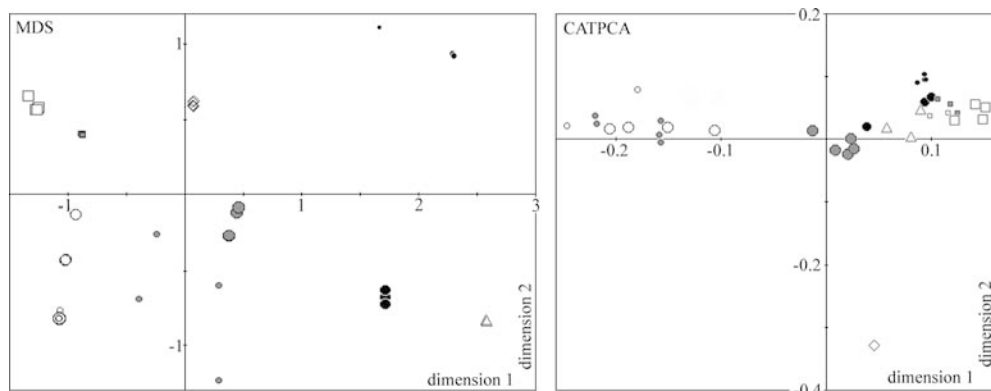 MDS
1
-1
1
2
3
-1
dimension 2
dimension 1
CATPCA
0.2
-0.2
-0.1
0.1
-0.2
dimension 2
dimension 1
-0.4